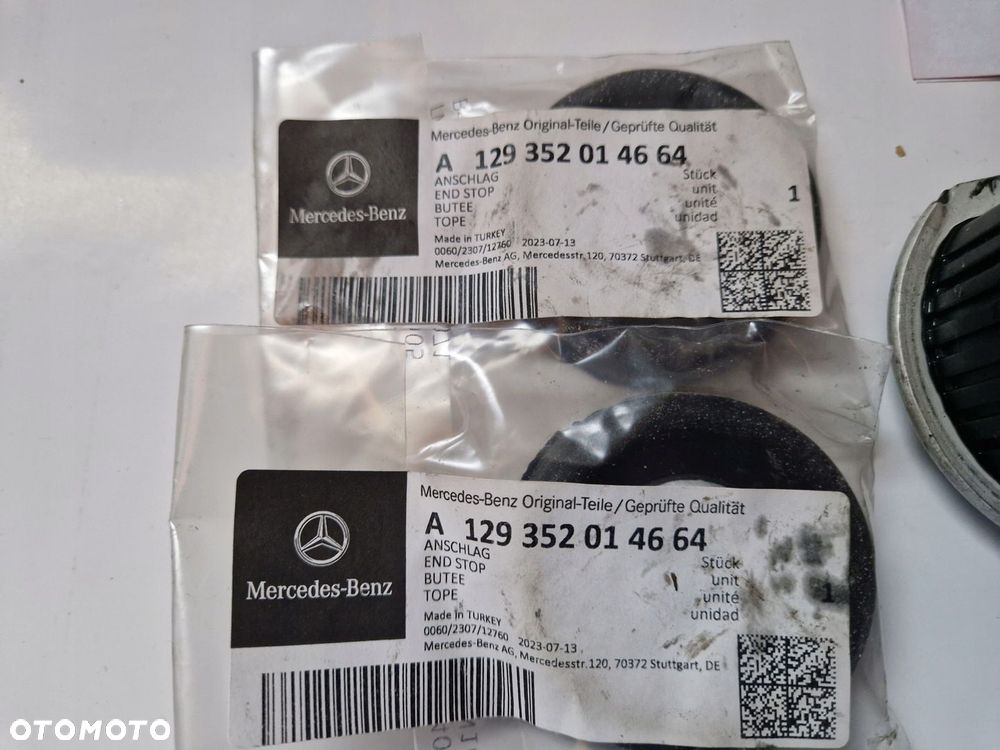 Mercedes-Benz Original-Teile/Geprüfte Qualität
A 129 352 01 46 64
ANSCHLAG
END STOP
BUTEE
TOPE
Stück
unit
unité
unidad
1
Mercedes-Benz
Made in TURKEY
0060/2307/12760 2023-07-13
Mercedes-Benz AG, Mercedesstr.120, 70372 Stuttgart, DE
Mercedes-Benz Original-Teile/Geprüfte Qualität
A 129 352 01 46 64
ANSCHLAG
END STOP
BUTEE
TOPE
Stück
unit
unité
unidad
1
Mercedes-Benz
Made in TURKEY
0060/2307/12760 2023-07-13
Mercedes-Benz AG, Mercedesstr.120, 70372 Stuttgart, DE
OTOMOTO